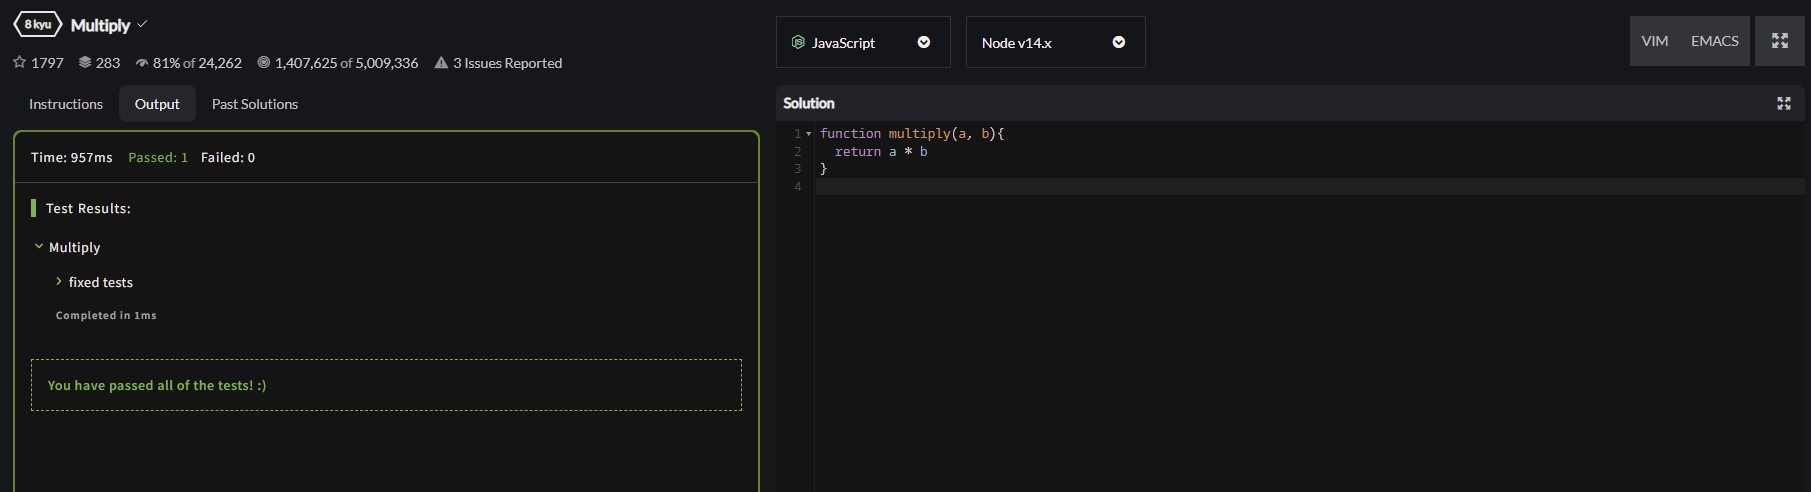 8 kyu Multiply
1797 283 81% of 24,262 1,407,625 of 5,009,336 3 Issues Reported
Instructions Output Past Solutions
Time: 957ms Passed: 1 Failed: 0
Test Results:
Multiply
fixed tests
Completed in 1ms
You have passed all of the tests! :)
JavaScript Node v14.x VIM EMACS
Solution
1 function multiply(a, b){
2 return a * b
3 }
4